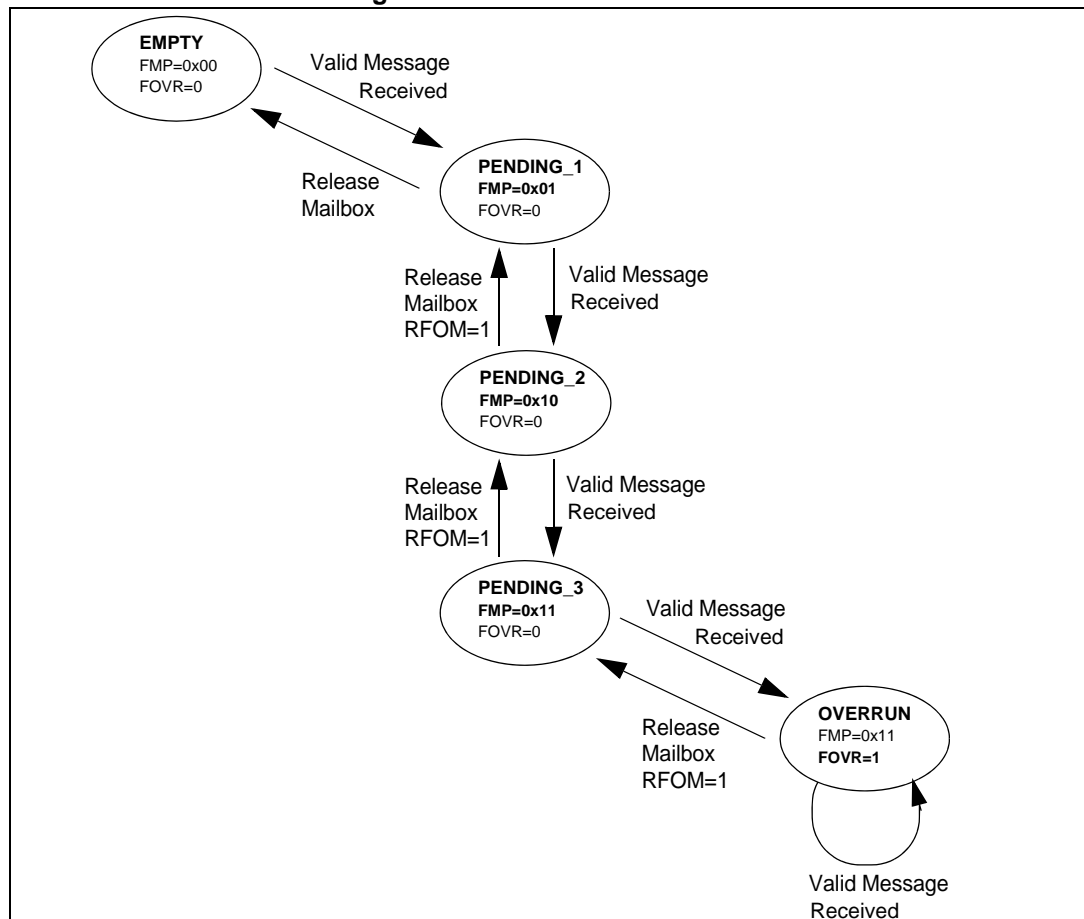 EMPTY
FMP=0x00
FOVR=0
Valid Message
Received
Release
Mailbox
PENDING_1
FMP=0x01
FOVR=0
Release
Mailbox
RFOM=1
Valid Message
Received
PENDING_2
FMP=0x10
FOVR=0
Release
Mailbox
RFOM=1
Valid Message
Received
PENDING_3
FMP=0x11
FOVR=0
Valid Message
Received
Release
Mailbox
RFOM=1
OVERRUN
FMP=0x11
FOVR=1
Valid Message
Received